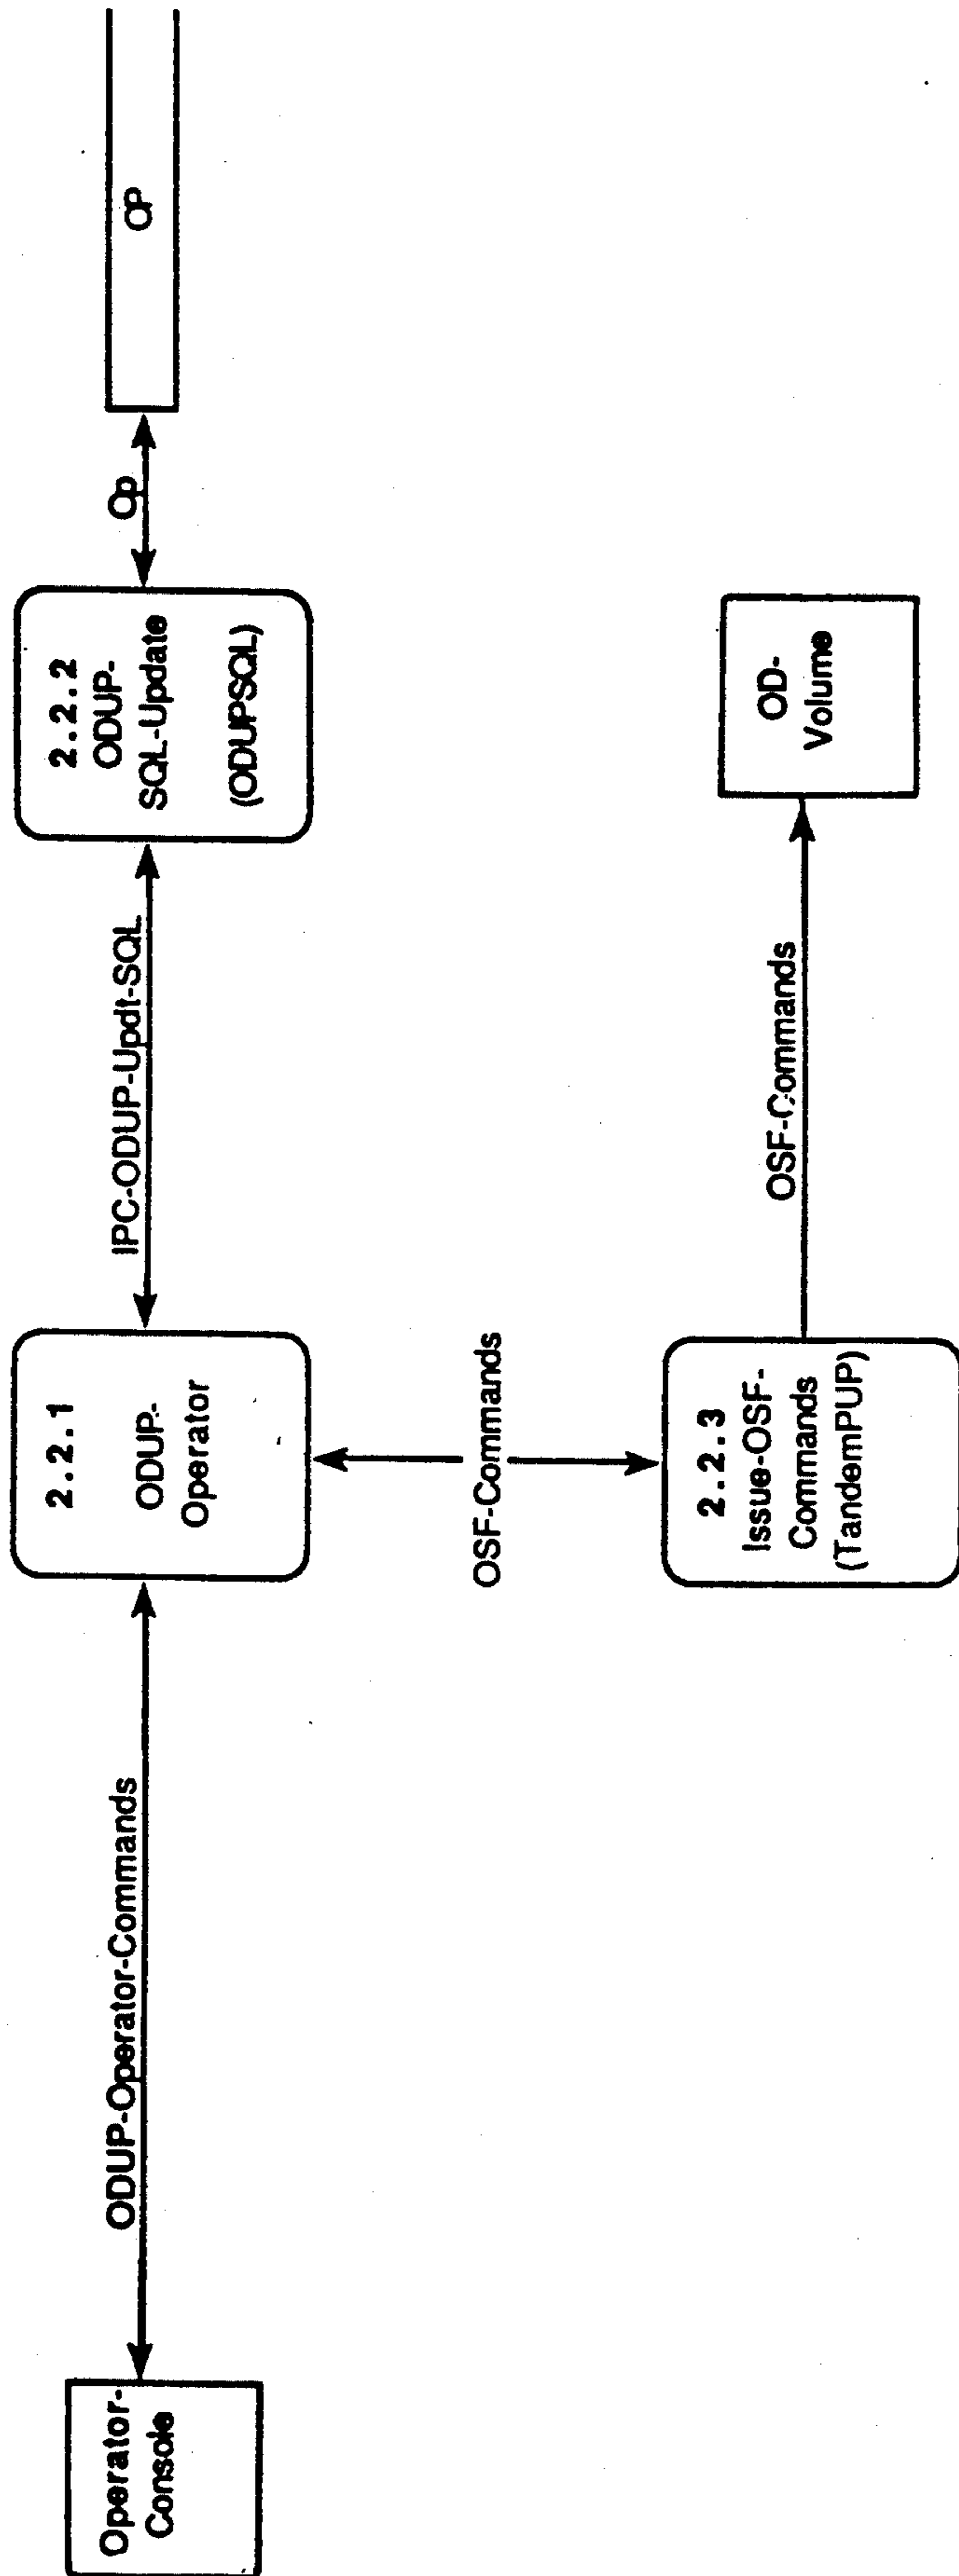 Operator-
Console
ODUP-Operator-Commands
2.2.1
ODUP-
Operator
IPC-ODUP-Updt-SQL
2.2.2
ODUP-
SQL-Update
(ODUPSQL)
Op
OP
OSF-Commands
2.2.3
Issue-OSF-
Commands
(TandemPUP)
OSF-Commands
OD-
Volume